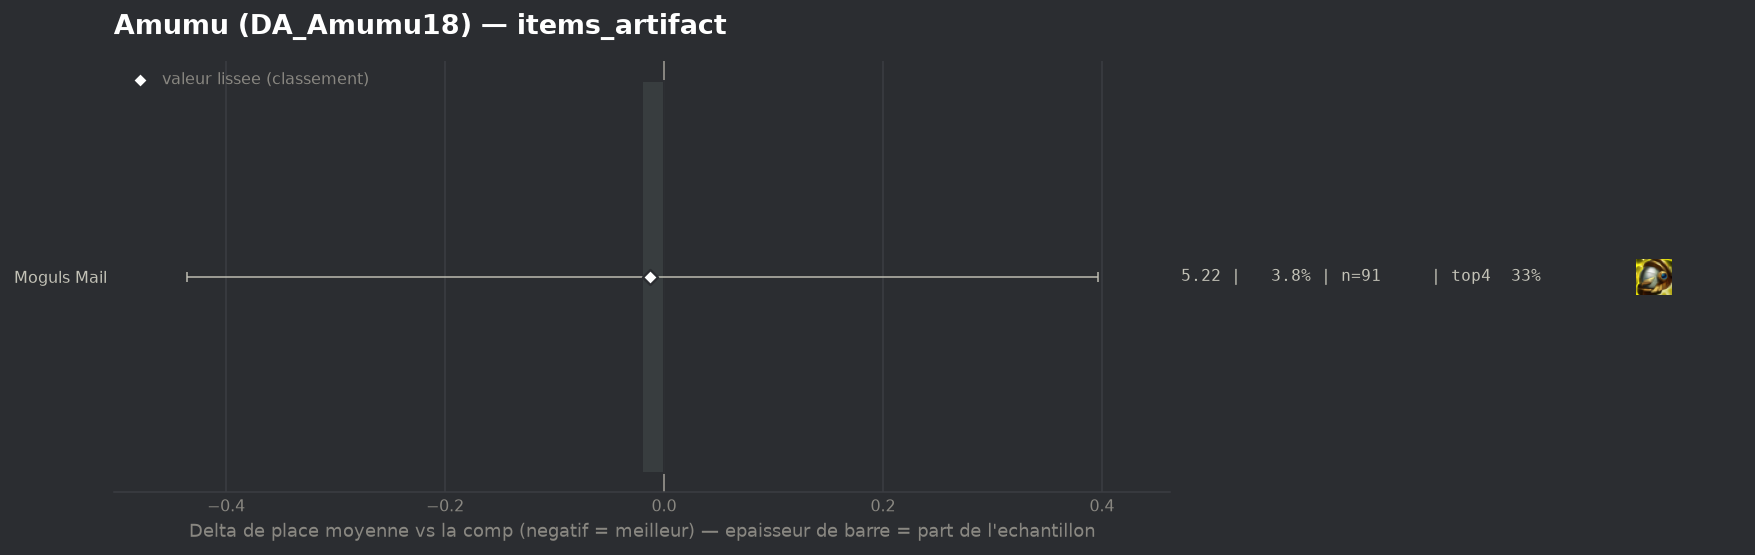 Amumu (DA_Amumu18) — items_artifact
valeur lissee (classement)
Moguls Mail
5.22 | 3.8% | n=91 | top4 33%
−0.4 −0.2 0.0 0.2 0.4
Delta de place moyenne vs la comp (negatif = meilleur) — epaisseur de barre = part de l'echantillon